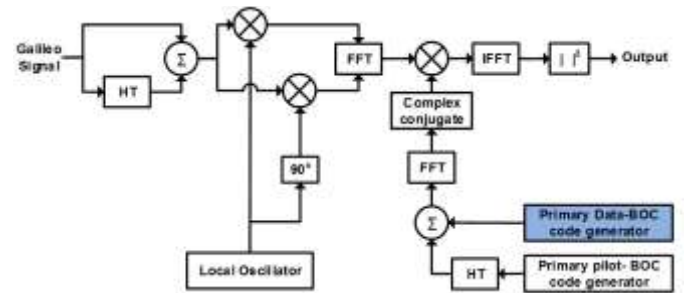 Galileo
Signal
HT
Σ
FFT
IFFT
| |²
Output
Complex
conjugate
90°
FFT
Σ
Primary Data-BOC
code generator
Local Oscillator
HT
Primary pilot- BOC
code generator